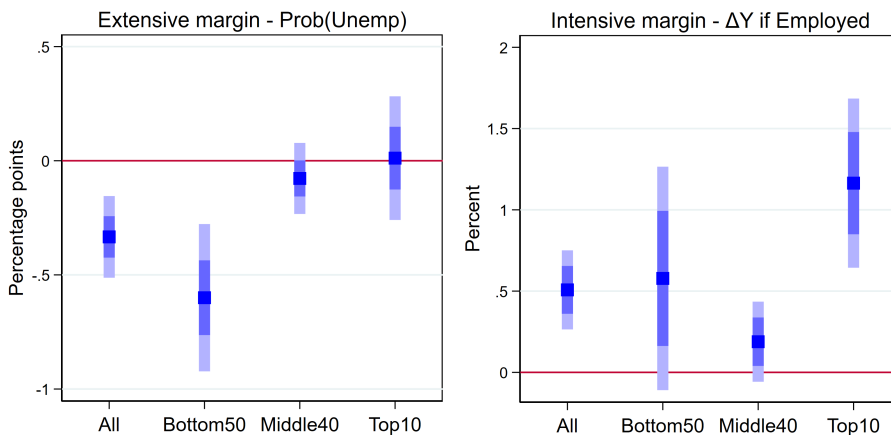 Extensive margin - Prob(Unemp)
Percentage points
.5
0
-.5
-1
All Bottom50 Middle40 Top10
Intensive margin - ΔY if Employed
Percent
2
1.5
1
.5
0
All Bottom50 Middle40 Top10